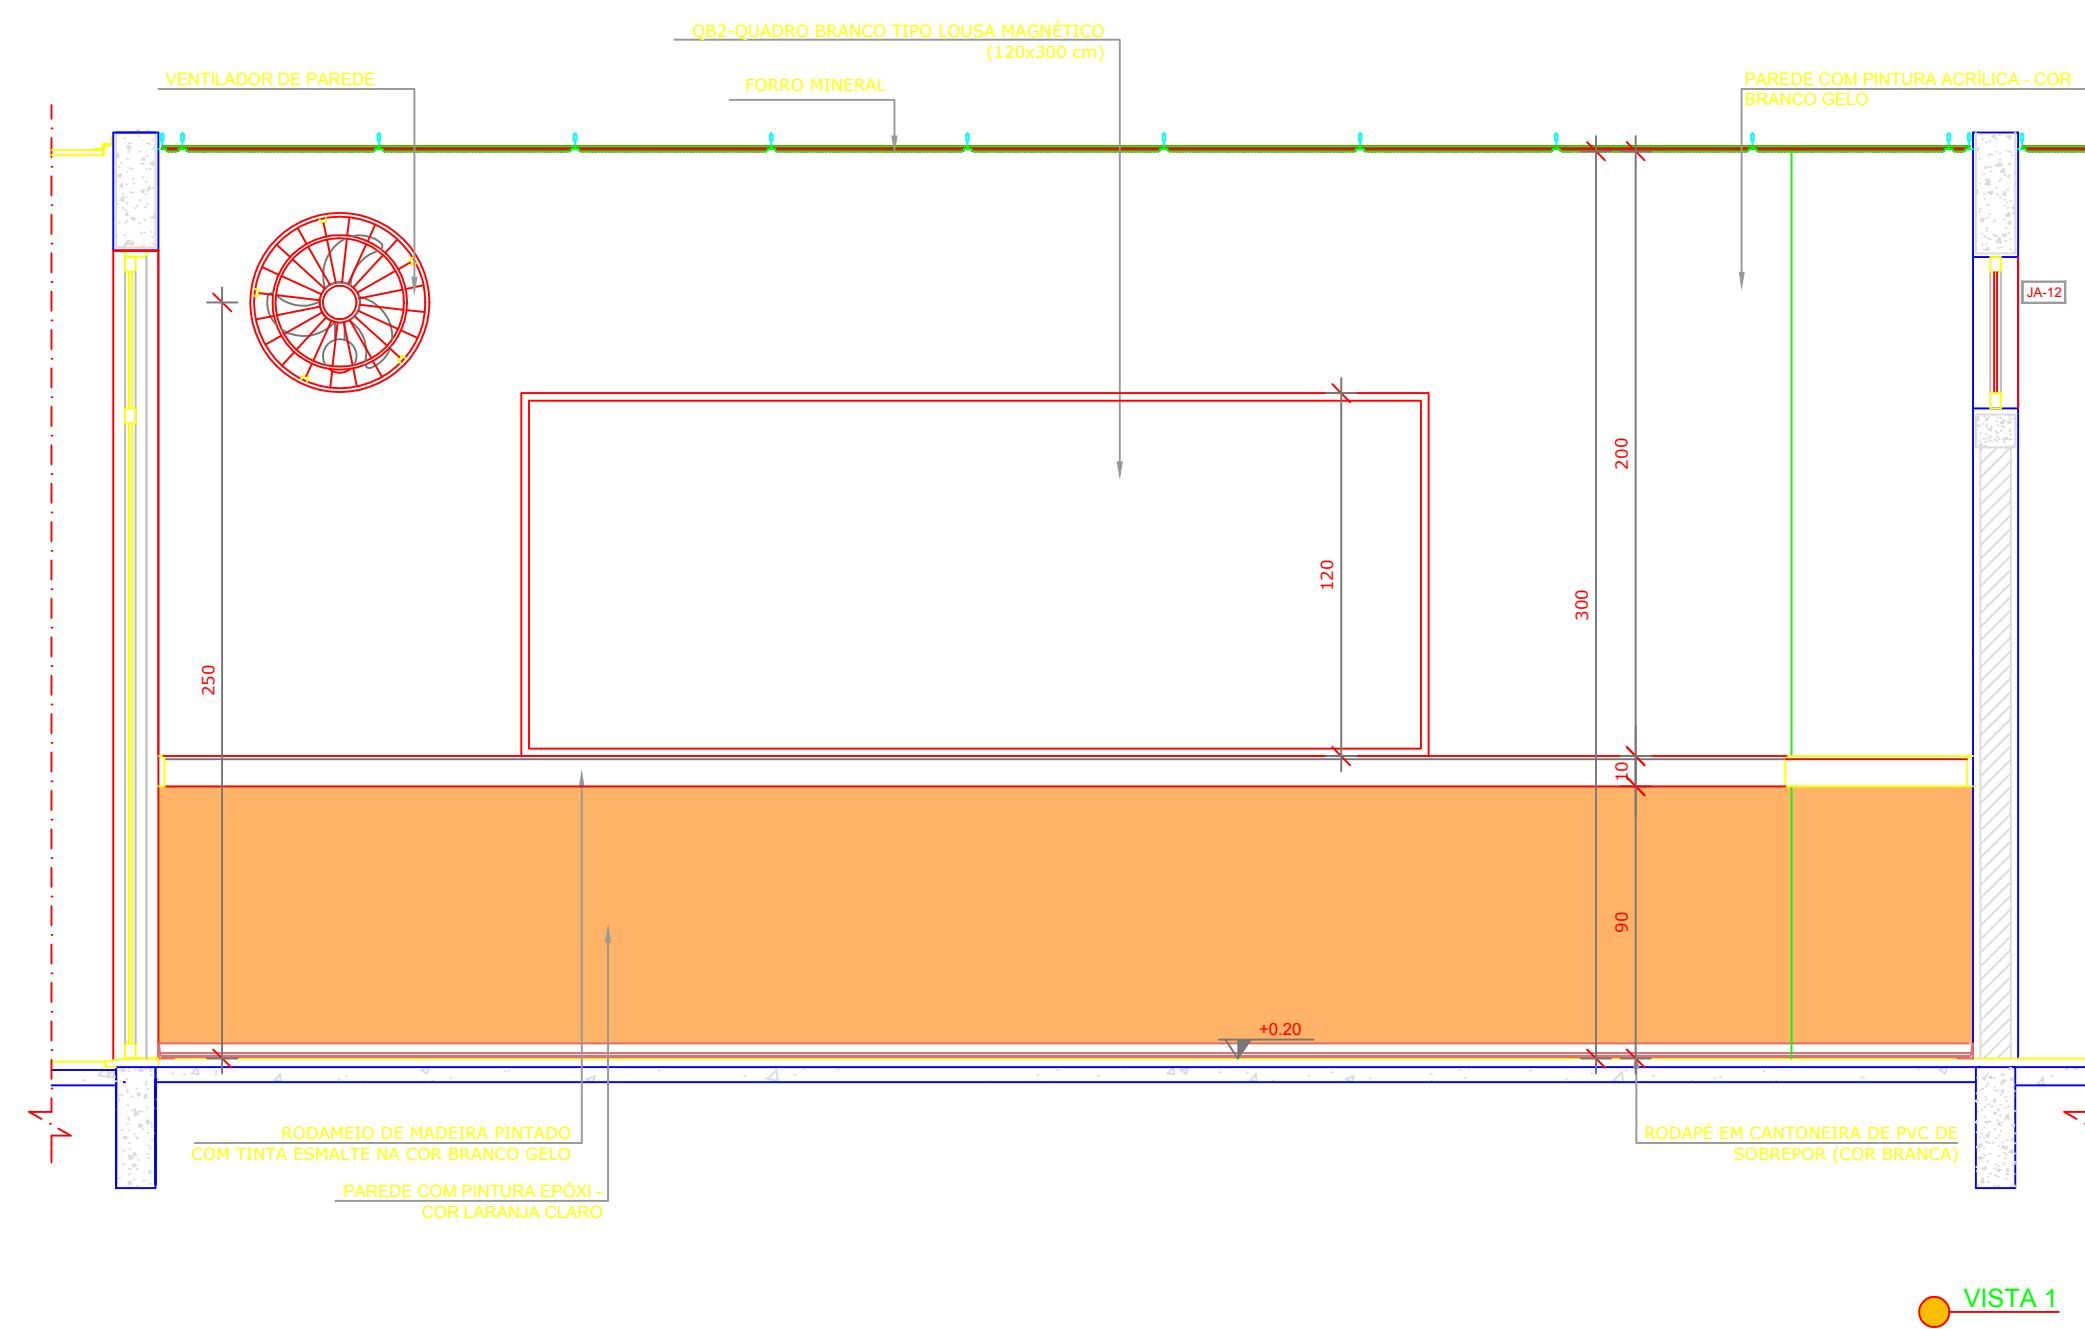 QB2-QUADRO BRANCO TIPO LOUSA MAGNÉTICO
(120x300 cm)
VENTILADOR DE PAREDE
FORRO MINERAL
PAREDE COM PINTURA ACRÍLICA - COR
BRANCO GELO
JA-12
200
120
300
250
10
90
+0.20
RODAMEIO DE MADEIRA PINTADO
COM TINTA ESMALTE NA COR BRANCO GELO
RODAPÉ EM CANTONEIRA DE PVC DE
SOBREPOR (COR BRANCA)
PAREDE COM PINTURA EPÓXI -
COR LARANJA CLARO
VISTA 1